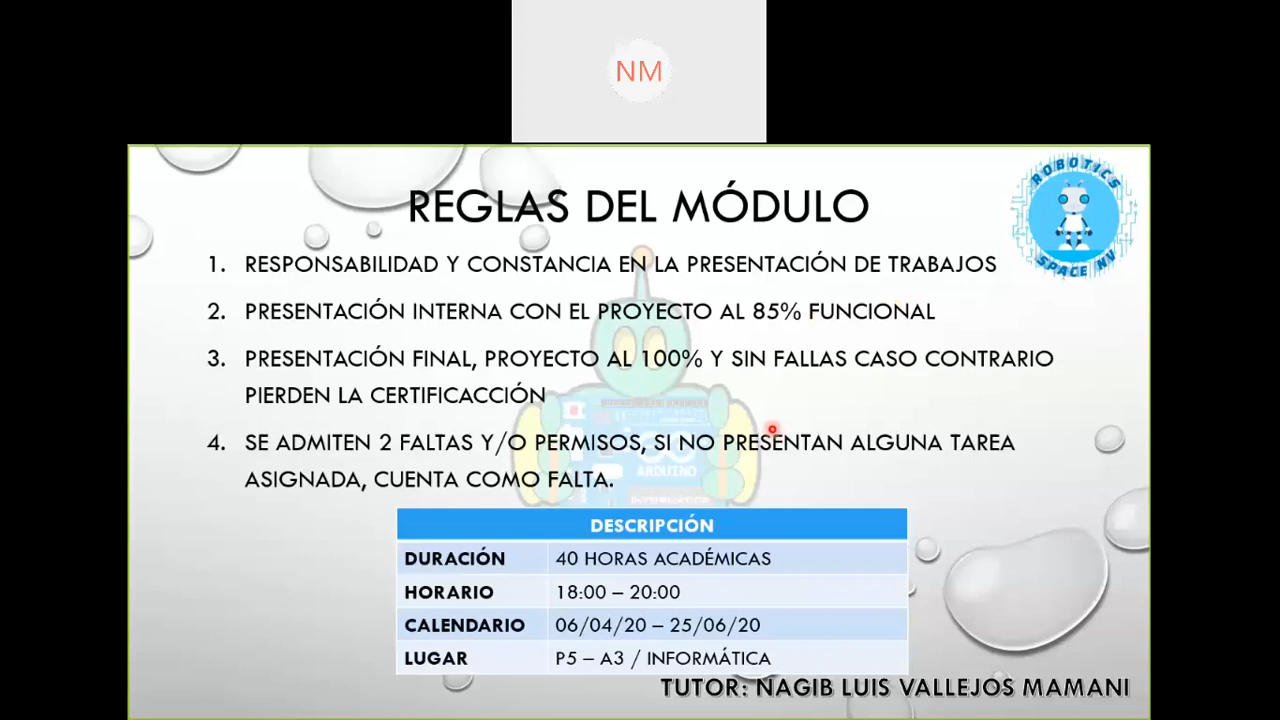 NM
ROBOTICS
SPACE NV
REGLAS DEL MÓDULO
1. RESPONSABILIDAD Y CONSTANCIA EN LA PRESENTACIÓN DE TRABAJOS
2. PRESENTACIÓN INTERNA CON EL PROYECTO AL 85% FUNCIONAL
3. PRESENTACIÓN FINAL, PROYECTO AL 100% Y SIN FALLAS CASO CONTRARIO
PIERDEN LA CERTIFICACCIÓN
4. SE ADMITEN 2 FALTAS Y/O PERMISOS, SI NO PRESENTAN ALGUNA TAREA
ASIGNADA, CUENTA COMO FALTA.
ARDUINO
INFORMÁTICA
DESCRIPCIÓN
DURACIÓN 40 HORAS ACADÉMICAS
HORARIO 18:00 – 20:00
CALENDARIO 06/04/20 – 25/06/20
LUGAR P5 – A3 / INFORMÁTICA
TUTOR: NAGIB LUIS VALLEJOS MAMANI